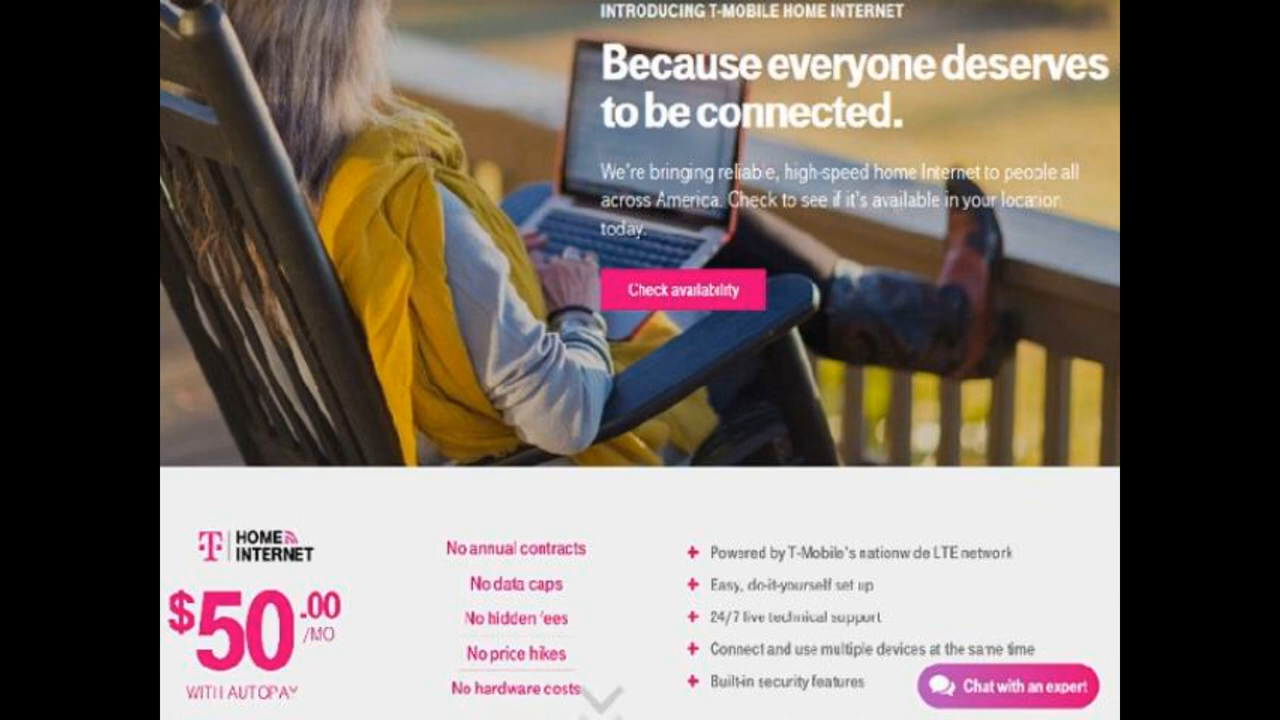 INTRODUCING T-MOBILE HOME INTERNET
Because everyone deserves
to be connected.
We're bringing reliable, high-speed home Internet to people all
across America. Check to see if it's available in your location
today.
Check availability
T HOME
INTERNET
$50.00
/MO
WITH AUTOPAY
No annual contracts
No data caps
No hidden fees
No price hikes
No hardware costs
+ Powered by T-Mobile's nationwide LTE network
+ Easy, do-it-yourself set up
+ 24/7 live technical support
+ Connect and use multiple devices at the same time
+ Built-in security features
Chat with an expert